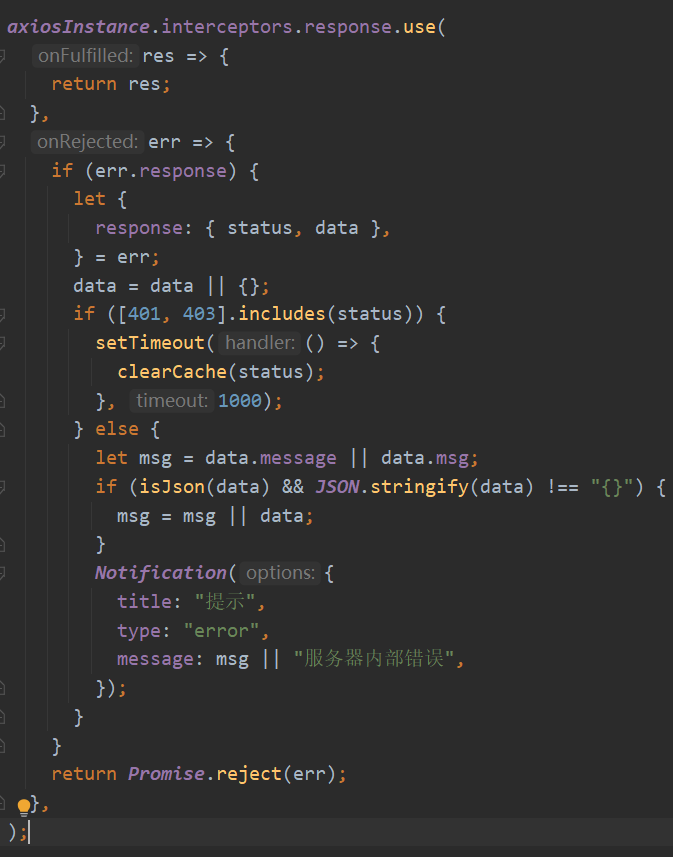 axiosInstance.interceptors.response.use(
onFulfilled: res => {
return res;
},
onRejected: err => {
if (err.response) {
let {
response: { status, data },
} = err;
data = data || {};
if ([401, 403].includes(status)) {
setTimeout( handler: () => {
clearCache(status);
}, timeout: 1000);
} else {
let msg = data.message || data.msg;
if (isJson(data) && JSON.stringify(data) !== "{}") {
msg = msg || data;
}
Notification( options: {
title: "提示",
type: "error",
message: msg || "服务器内部错误",
});
}
}
return Promise.reject(err);
},
);